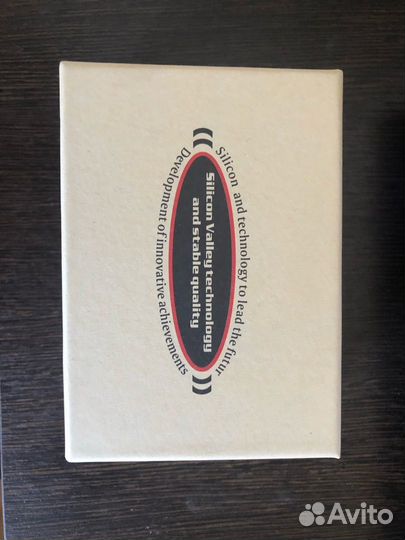 Silicon and technology to lead the futur
Silicon Valley technology
and stable quality
Development of innovative achievements
Avito